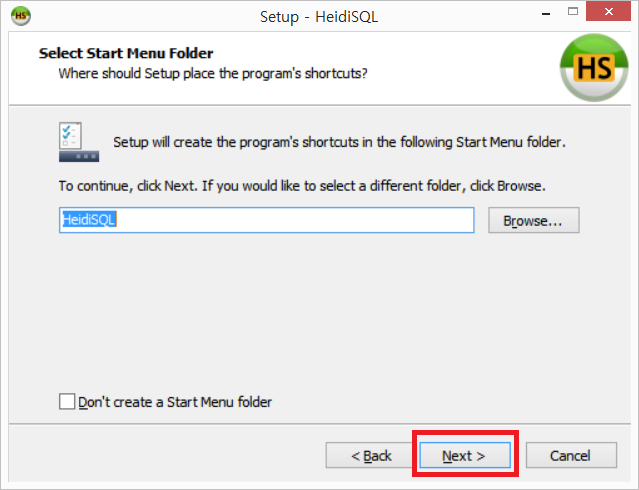 HS
Setup - HeidiSQL
Select Start Menu Folder
Where should Setup place the program's shortcuts?
HS
Setup will create the program's shortcuts in the following Start Menu folder.
To continue, click Next. If you would like to select a different folder, click Browse.
HeidiSQL
Browse...
Don't create a Start Menu folder
< Back
Next >
Cancel